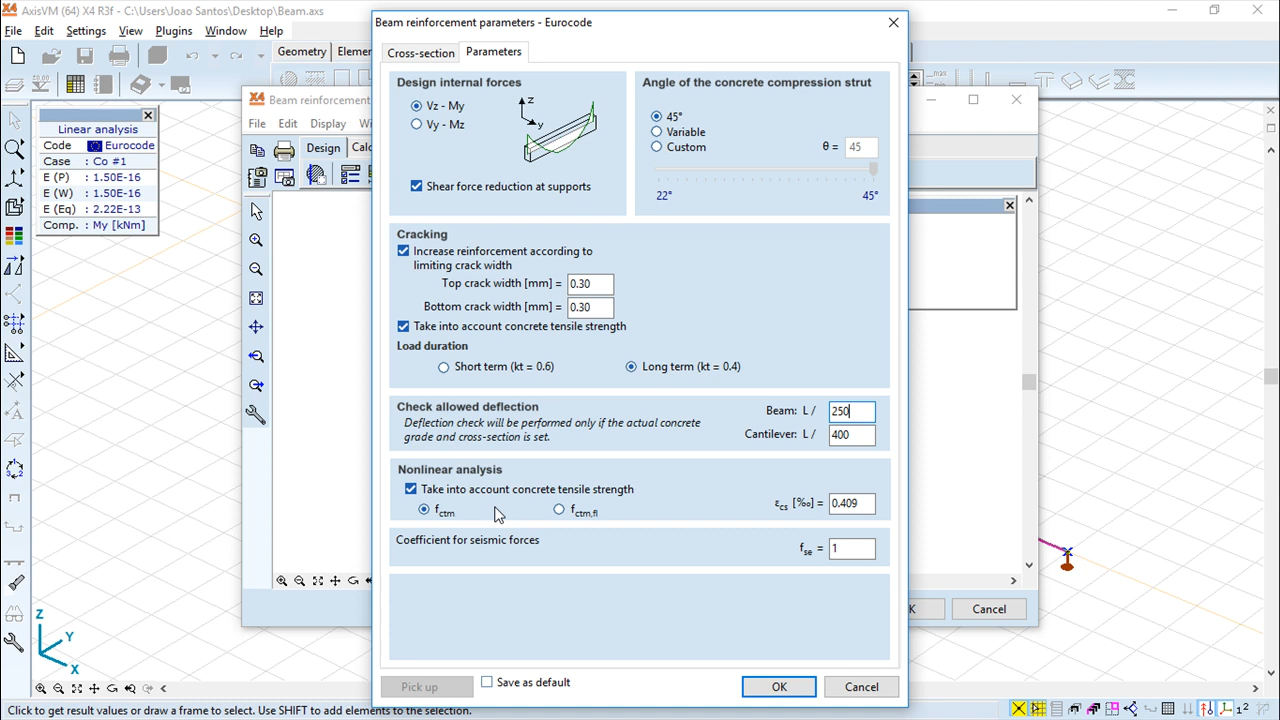 AxisVM (64) X4 R3f - C:\Users\Joao Santos\Desktop\Beam.axs
File Edit Settings View Plugins Window Help
Geometry Elemen
Linear analysis
Code : Eurocode
Case : Co #1
E (P) : 1.50E-16
E (W) : 1.50E-16
E (Eq) : 2.22E-13
Comp. : My [kNm]
Beam reinforcement
File Edit Display Wi
Design Calc
Beam reinforcement parameters - Eurocode
Cross-section Parameters
Design internal forces
Vz - My
Vy - Mz
z
y
Shear force reduction at supports
Angle of the concrete compression strut
45°
Variable
Custom
θ = 45
22° 45°
Cracking
Increase reinforcement according to
limiting crack width
Top crack width [mm] = 0.30
Bottom crack width [mm] = 0.30
Take into account concrete tensile strength
Load duration
Short term (kt = 0.6) Long term (kt = 0.4)
Check allowed deflection
Deflection check will be performed only if the actual concrete
grade and cross-section is set.
Beam: L / 250
Cantilever: L / 400
Nonlinear analysis
Take into account concrete tensile strength
fctm fctm,fl
εcs [‰] = 0.409
Coefficient for seismic forces
fse = 1
Pick up Save as default OK Cancel
K Cancel
Z
Y
X
Click to get result values or draw a frame to select. Use SHIFT to add elements to the selection.